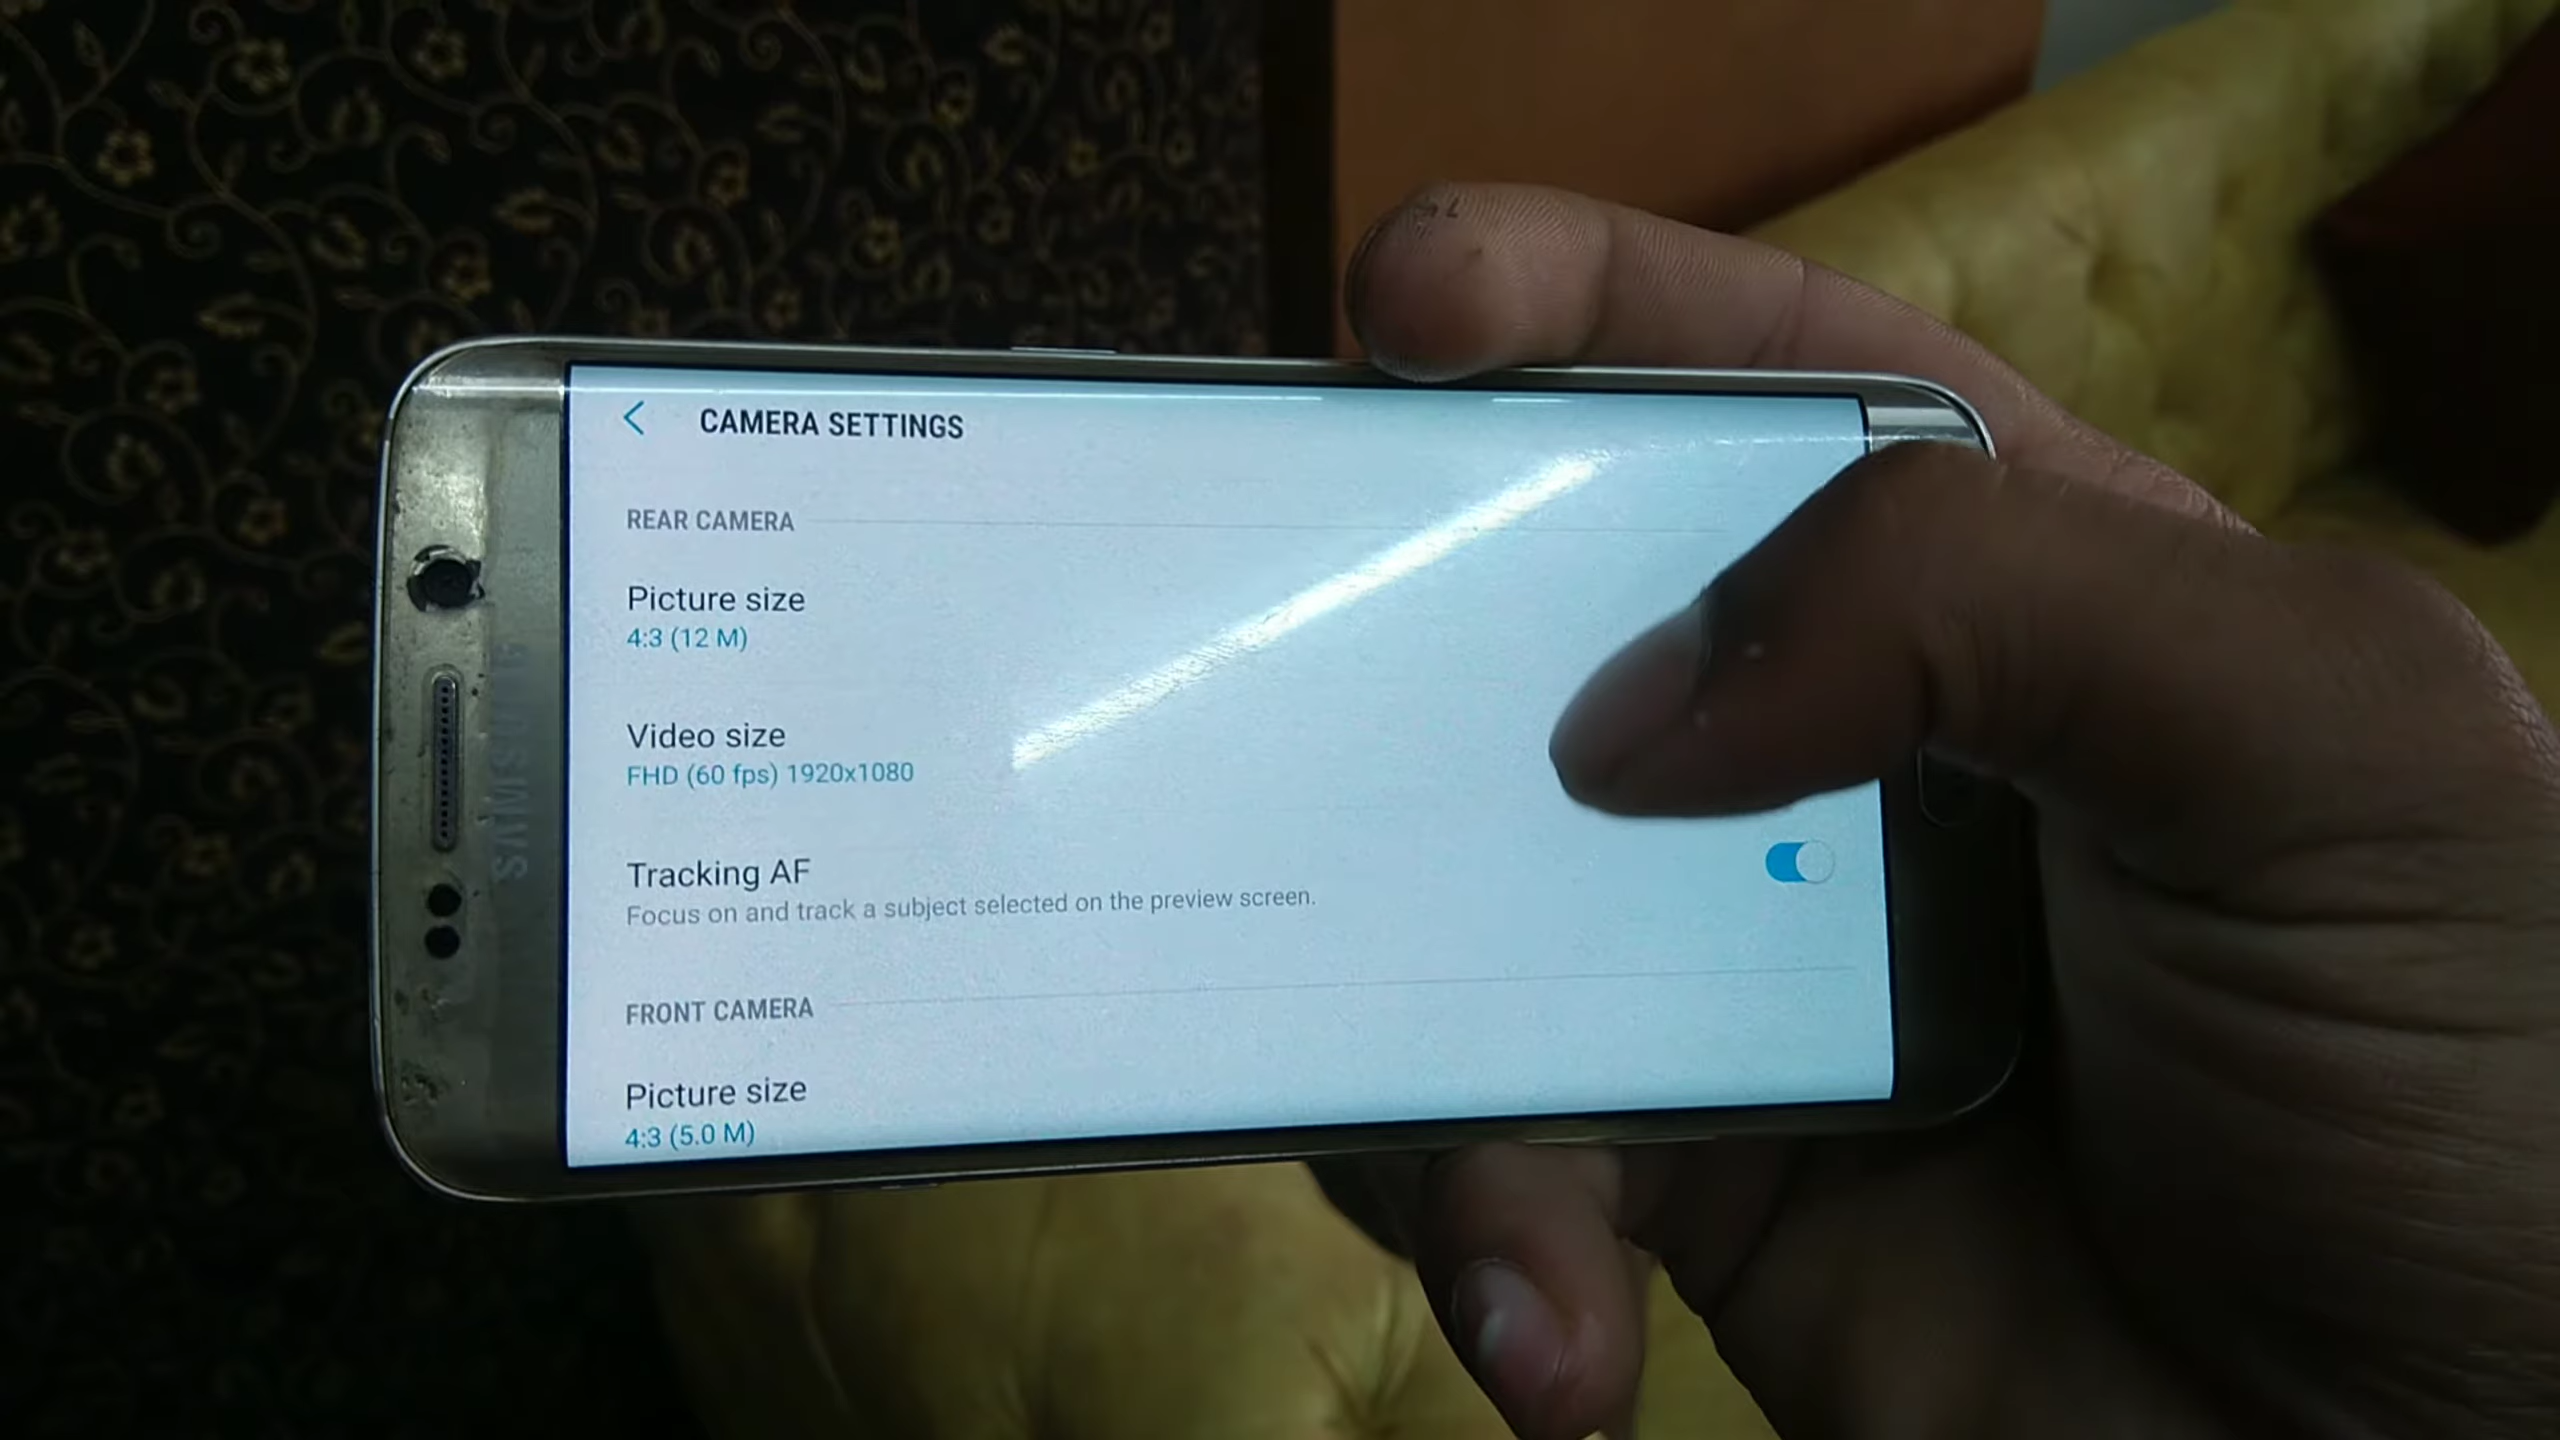 CAMERA SETTINGS
REAR CAMERA
Picture size
4:3 (12 M)
Video size
FHD (60 fps) 1920x1080
Tracking AF
Focus on and track a subject selected on the preview screen.
FRONT CAMERA
Picture size
4:3 (5.0 M)
SAMSUNG